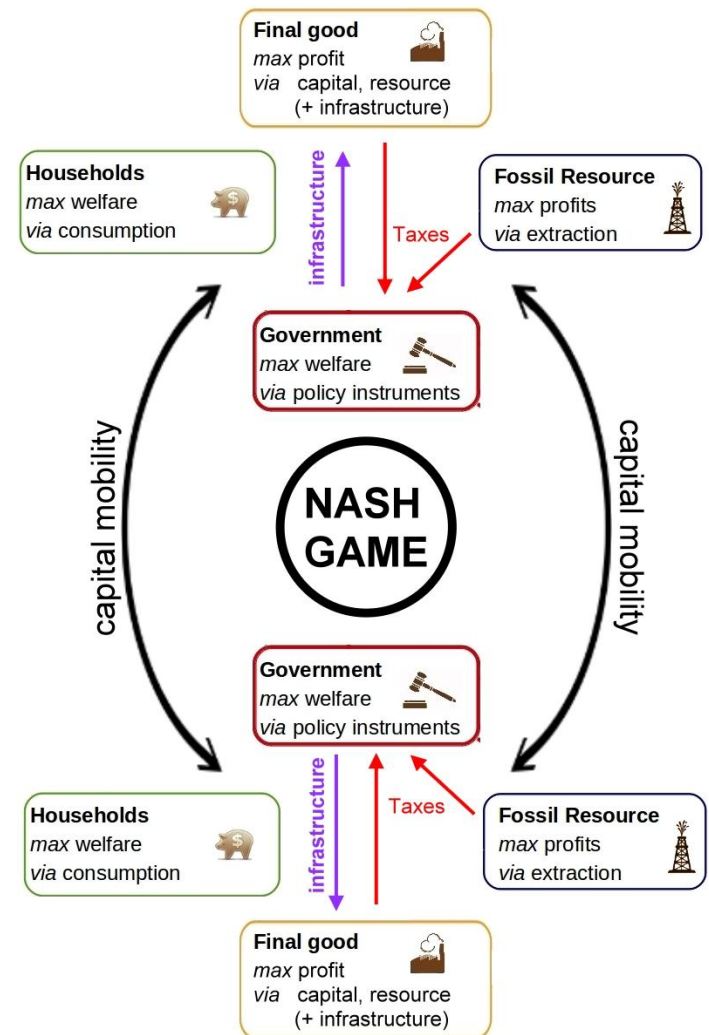 Final good
max profit
via capital, resource
(+ infrastructure)
Households
max welfare
via consumption
infrastructure
Taxes
Fossil Resource
max profits
via extraction
Government
max welfare
via policy instruments
capital mobility
NASH
GAME
capital mobility
Government
max welfare
via policy instruments
Households
max welfare
via consumption
infrastructure
Taxes
Fossil Resource
max profits
via extraction
Final good
max profit
via capital, resource
(+ infrastructure)